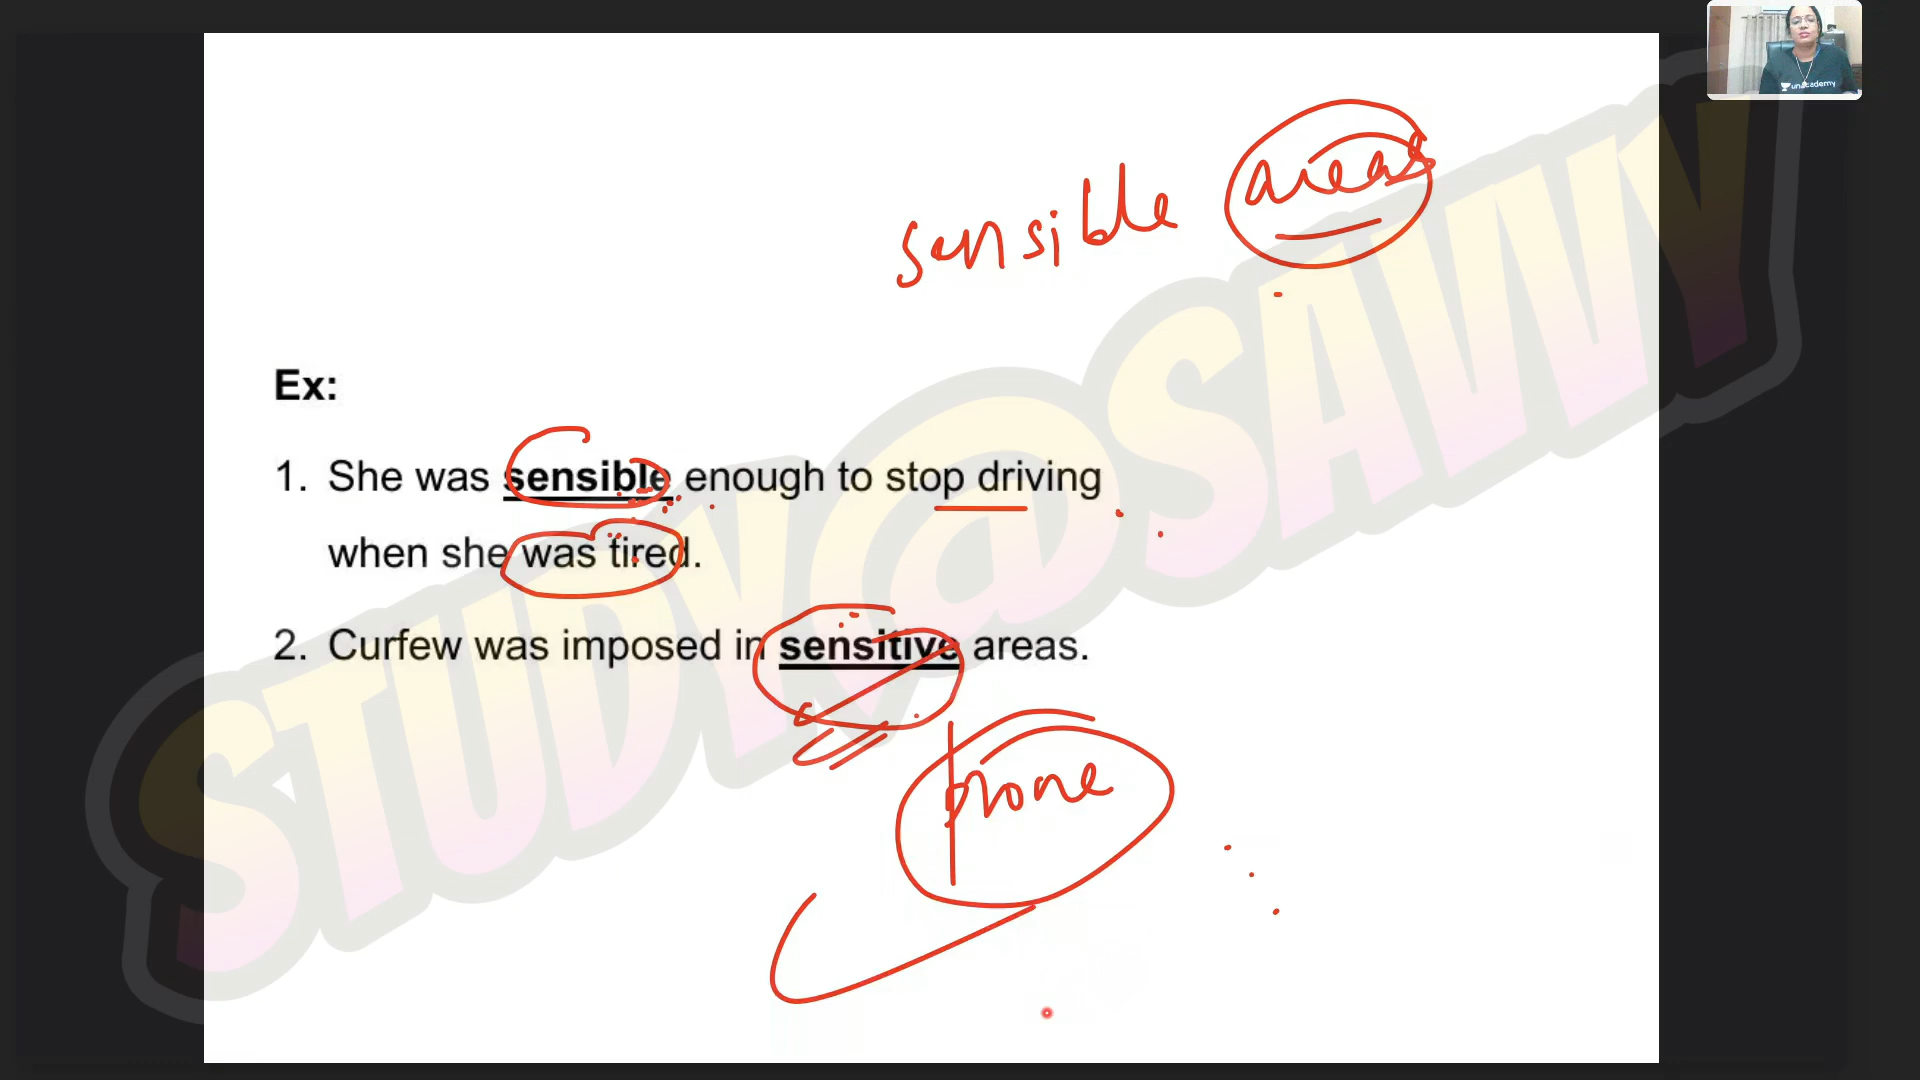 unacademy
sensible areas
Ex:
1. She was sensible enough to stop driving
when she was tired.
2. Curfew was imposed in sensitive areas.
prone
STUDY@SAVVY